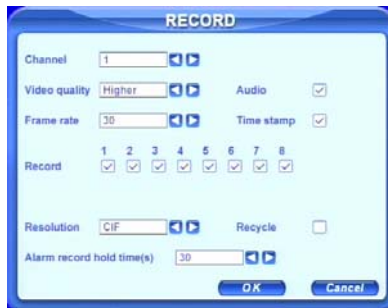 RECORD
Channel 1
Video quality Higher Audio
Frame rate 30 Time stamp
1 2 3 4 5 6 7 8
Record
Resolution CIF Recycle
Alarm record hold time(s) 30
OK Cancel